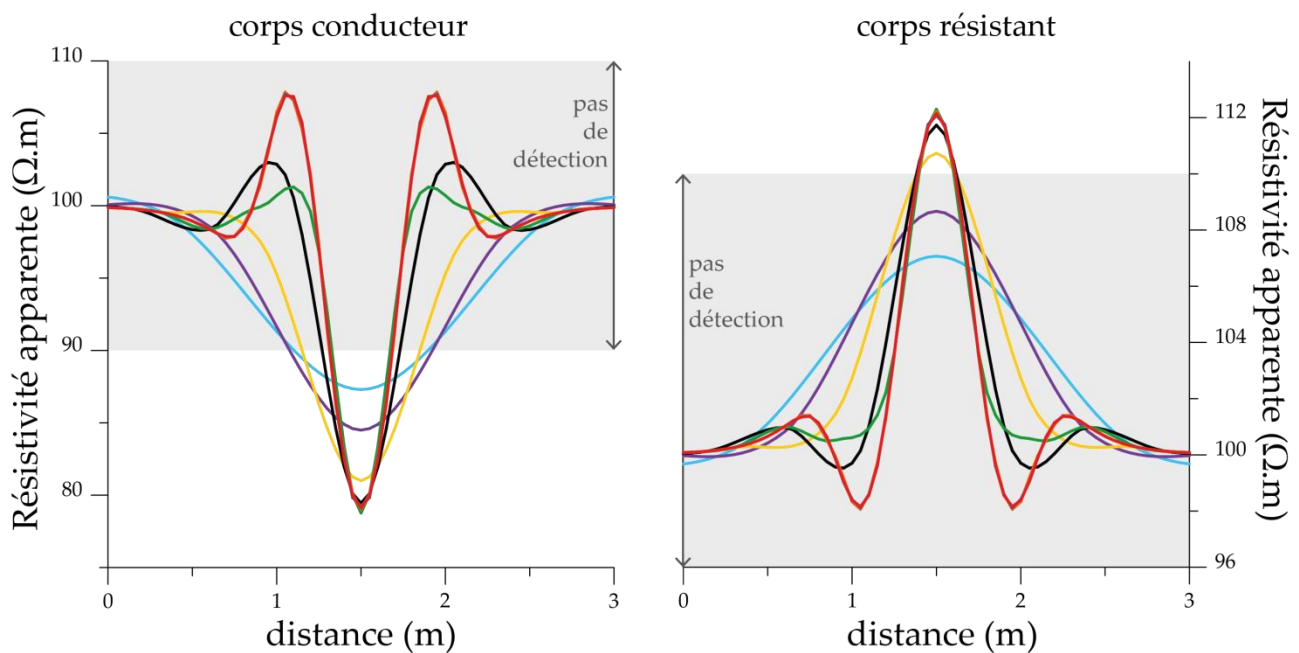 corps conducteur
110
100
90
80
Résistivité apparente (Ω.m)
pas
de
détection
0
1
2
3
distance (m)
corps résistant
112
108
104
100
96
Résistivité apparente (Ω.m)
pas
de
détection
0
1
2
3
distance (m)